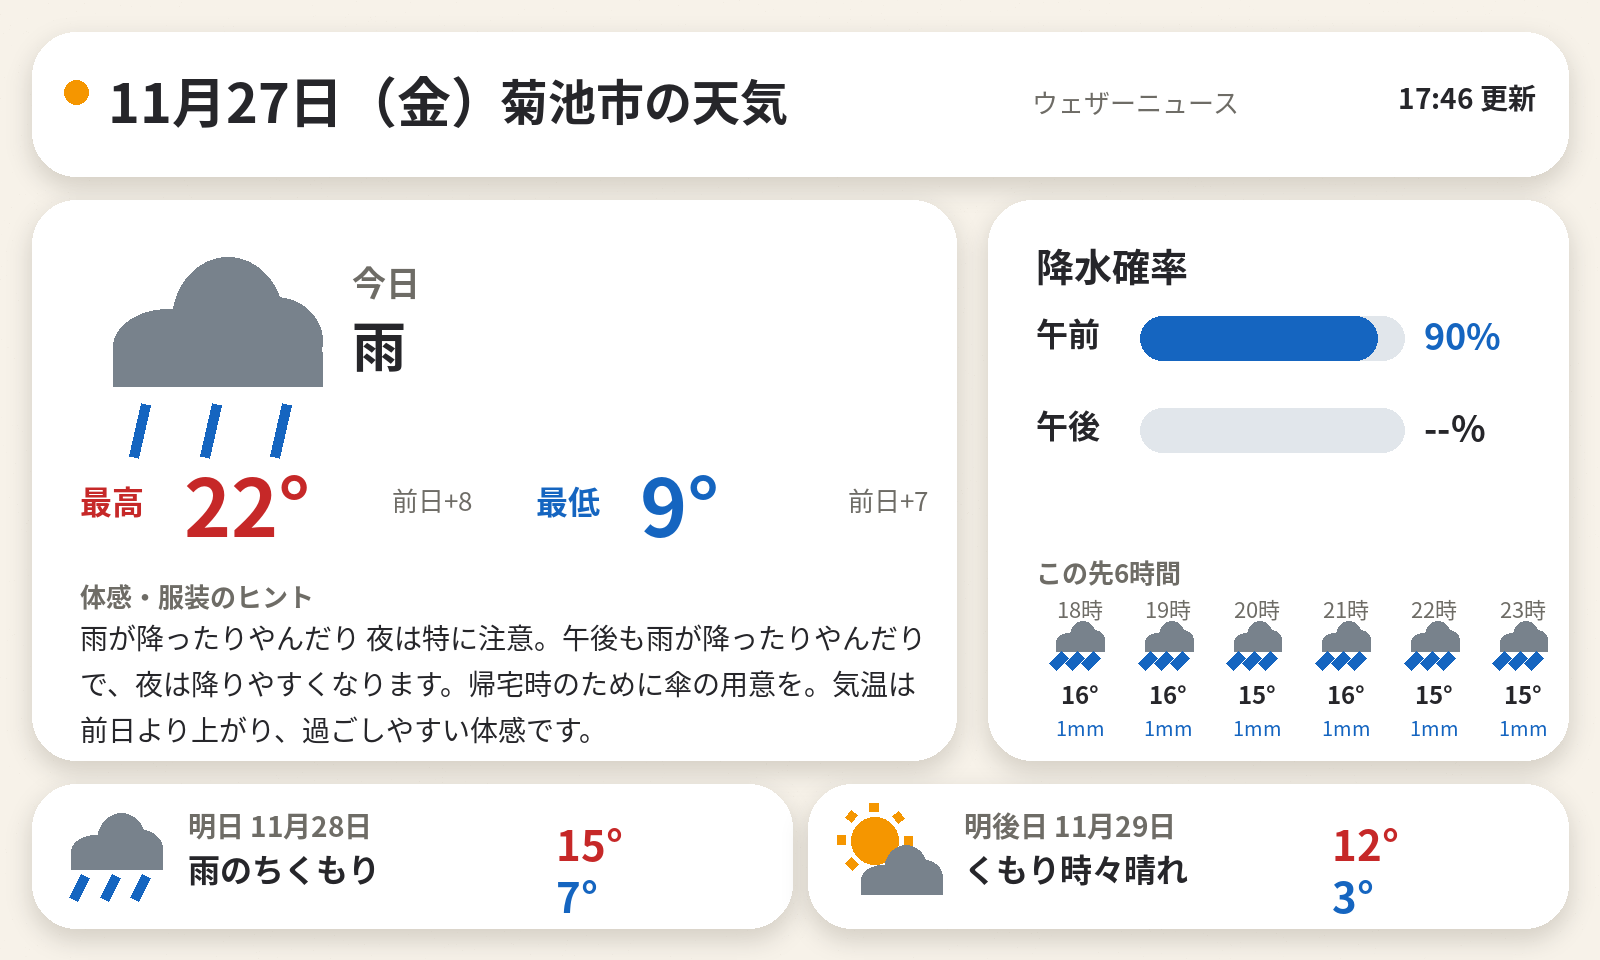 11月27日（金）菊池市の天気
ウェザーニュース
17:46 更新
今日
雨
最高 22° 前日+8 最低 9° 前日+7
体感・服装のヒント
雨が降ったりやんだり 夜は特に注意。午後も雨が降ったりやんだり
で、夜は降りやすくなります。帰宅時のために傘の用意を。気温は
前日より上がり、過ごしやすい体感です。
降水確率
午前 90%
午後 --%
この先6時間
18時 19時 20時 21時 22時 23時
16° 16° 15° 16° 15° 15°
1mm 1mm 1mm 1mm 1mm 1mm
明日 11月28日
雨のちくもり
15°
7°
明後日 11月29日
くもり時々晴れ
12°
3°